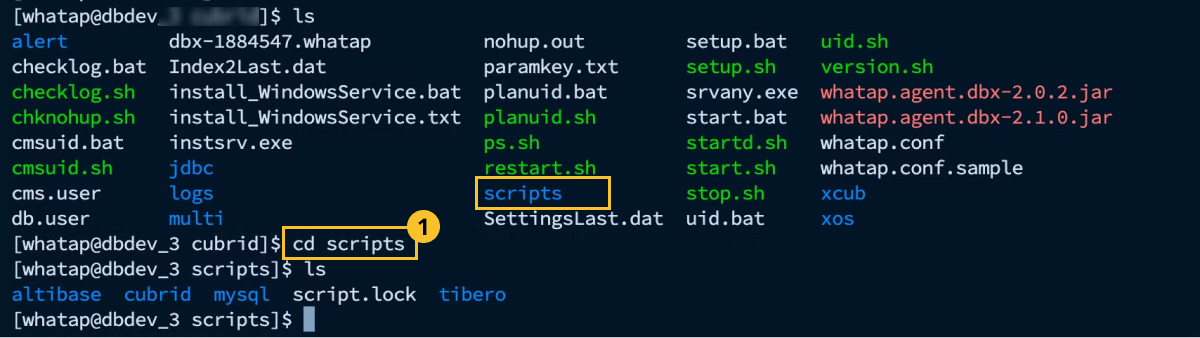 [whatap@dbdev_3 cubrid]$ ls
alert dbx-1884547.whatap nohup.out setup.bat uid.sh
checklog.bat Index2Last.dat paramkey.txt setup.sh version.sh
checklog.sh install_WindowsService.bat planuid.bat srvany.exe whatap.agent.dbx-2.0.2.jar
chknohup.sh install_WindowsService.txt planuid.sh start.bat whatap.agent.dbx-2.1.0.jar
cmsuid.bat instsrv.exe ps.sh startd.sh whatap.conf
cmsuid.sh jdbc restart.sh start.sh whatap.conf.sample
cms.user logs scripts stop.sh xcub
db.user multi SettingsLast.dat uid.bat xos
[whatap@dbdev_3 cubrid]$ cd scripts 1
[whatap@dbdev_3 scripts]$ ls
altibase cubrid mysql script.lock tibero
[whatap@dbdev_3 scripts]$